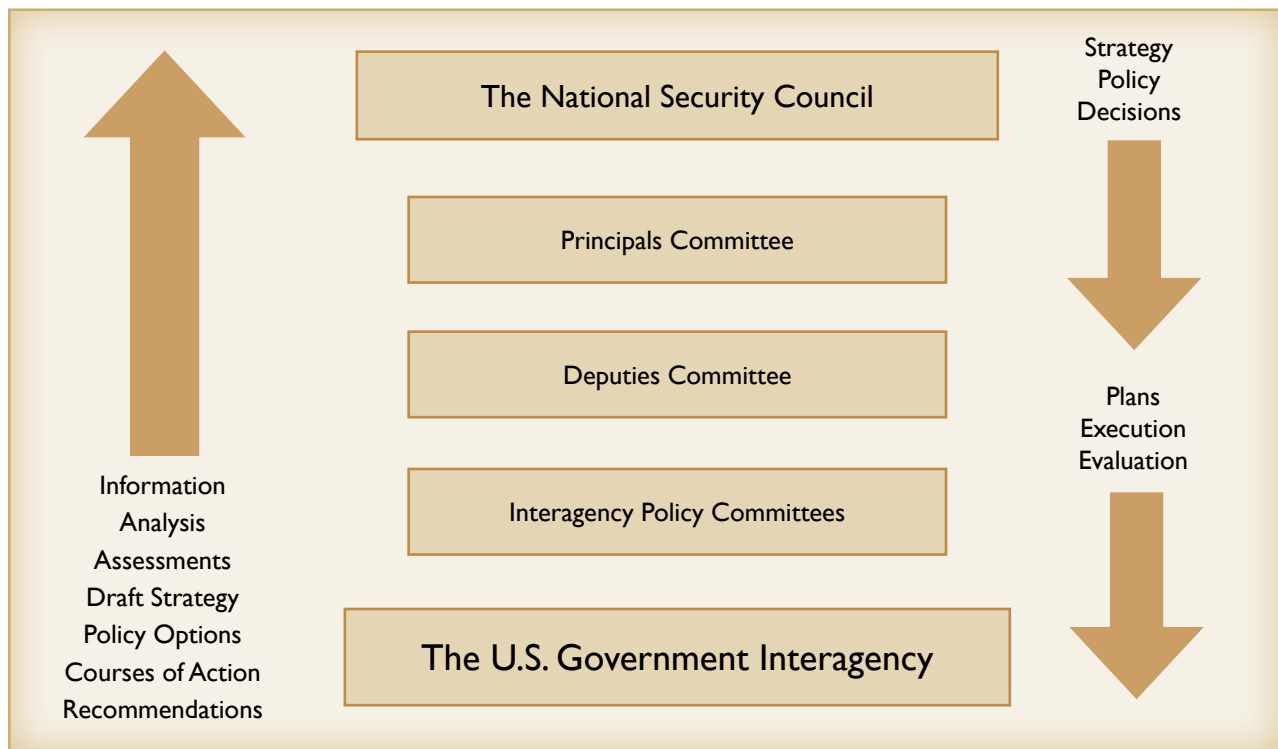 The National Security Council
Principals Committee
Deputies Committee
Interagency Policy Committees
The U.S. Government Interagency
Information
Analysis
Assessments
Draft Strategy
Policy Options
Courses of Action
Recommendations
Strategy
Policy
Decisions
Plans
Execution
Evaluation